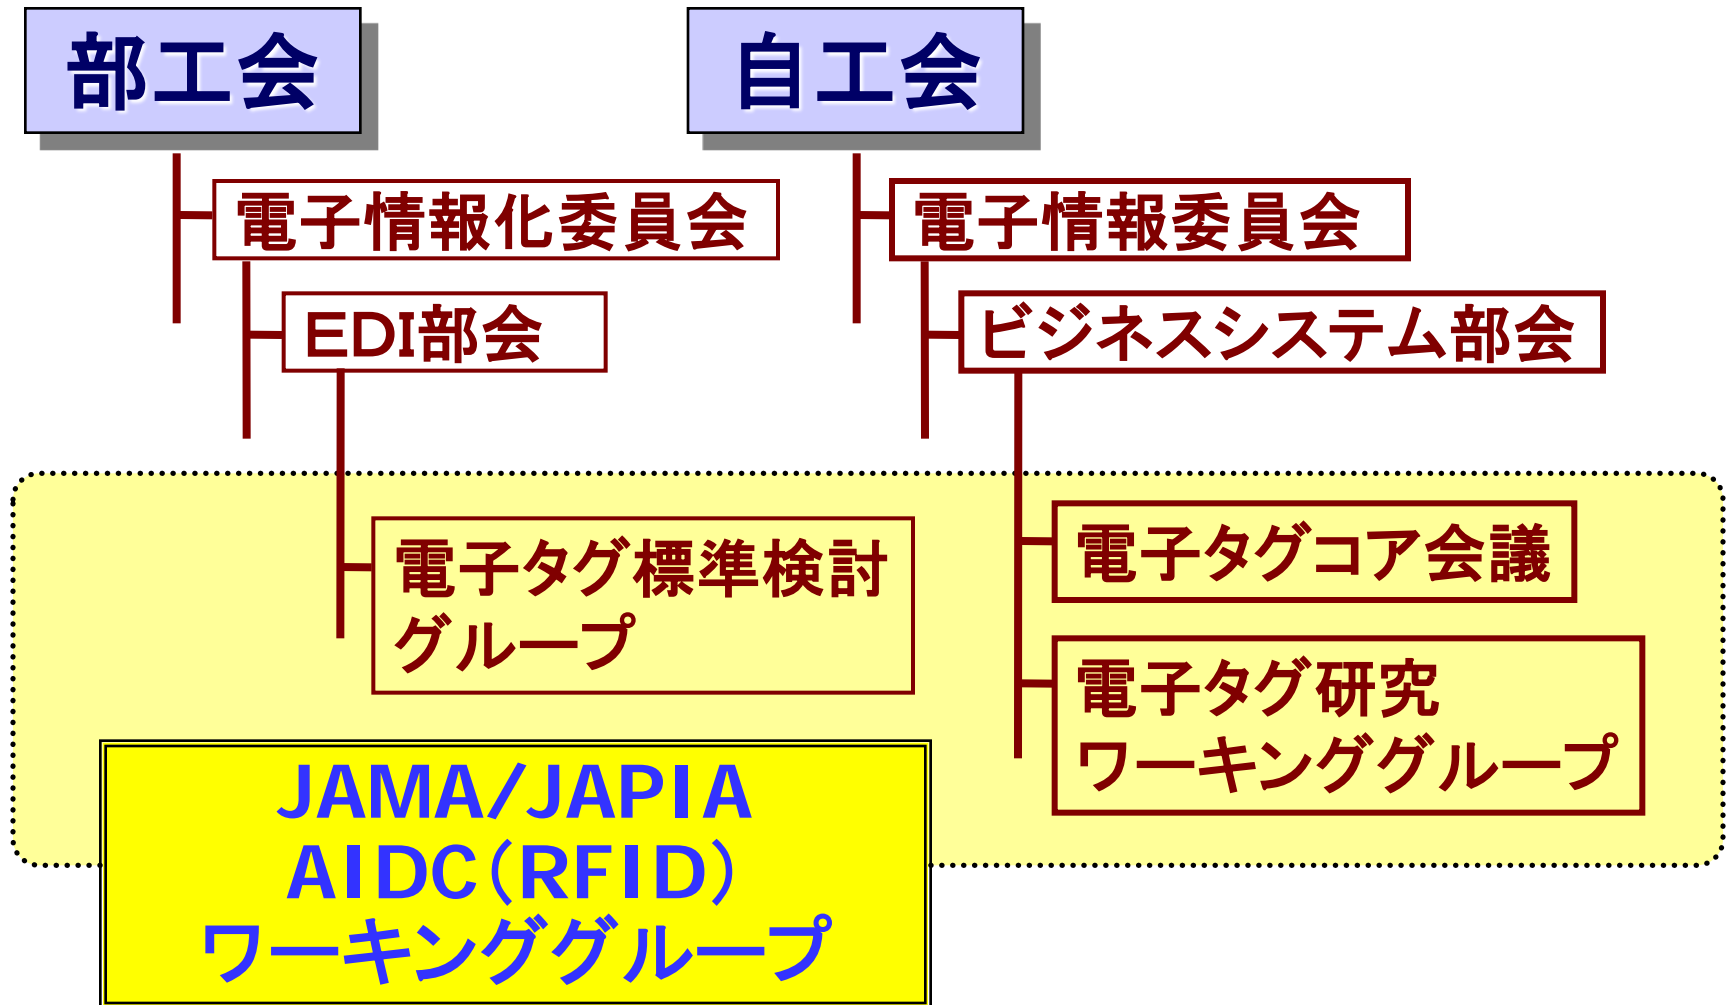 部工会
電子情報化委員会
EDI部会
電子タグ標準検討
グループ
自工会
電子情報委員会
ビジネスシステム部会
電子タグコア会議
電子タグ研究
ワーキンググループ
JAMA/JAPIA
AIDC(RFID)
ワーキンググループ